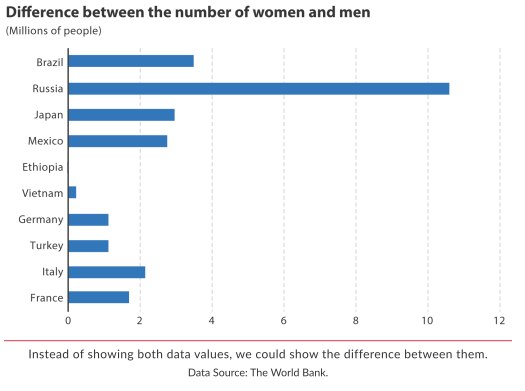 Difference between the number of women and men
(Millions of people)
Brazil
Russia
Japan
Mexico
Ethiopia
Vietnam
Germany
Turkey
Italy
France
0 2 4 6 8 10 12
Instead of showing both data values, we could show the difference between them.
Data Source: The World Bank.